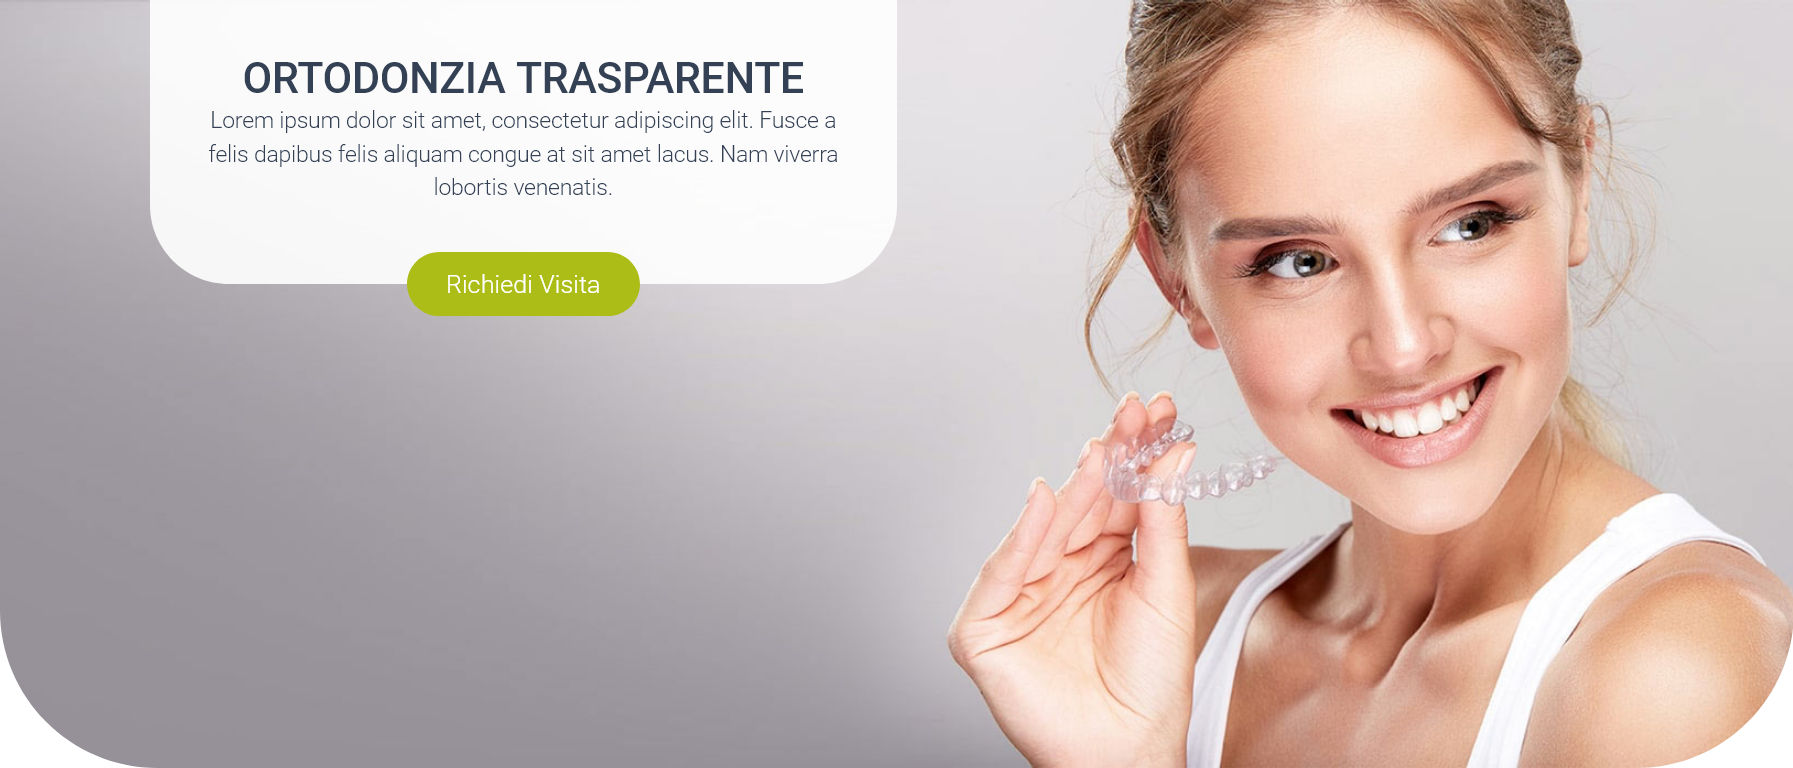 ORTODONZIA TRASPARENTE
Lorem ipsum dolor sit amet, consectetur adipiscing elit. Fusce a
felis dapibus felis aliquam congue at sit amet lacus. Nam viverra
lobortis venenatis.
Richiedi Visita